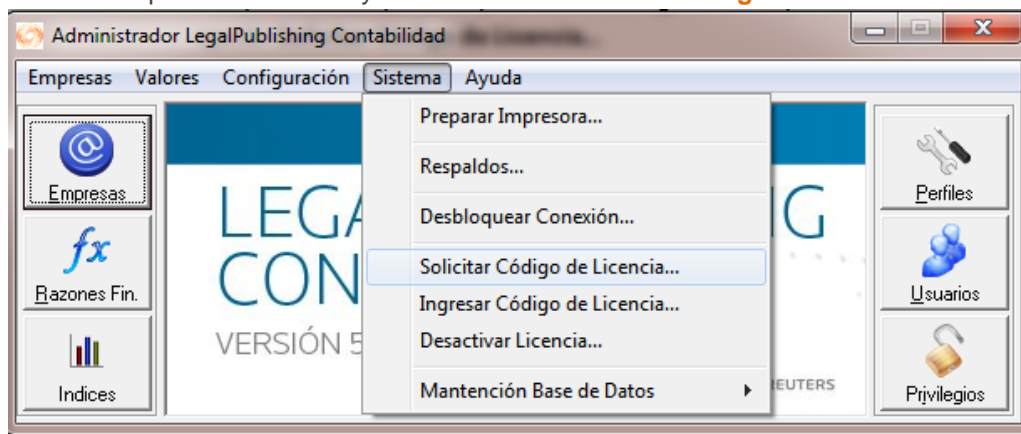 Administrador LegalPublishing Contabilidad
Empresas Valores Configuración Sistema Ayuda
Preparar Impresora...
Respaldos...
Desbloquear Conexión...
Solicitar Código de Licencia...
Ingresar Código de Licencia...
Desactivar Licencia...
Mantención Base de Datos
Empresas
fx
Razones Fin.
Indices
LEGA
G
CON
VERSIÓN 5
REUTERS
Perfiles
Usuarios
Privilegios